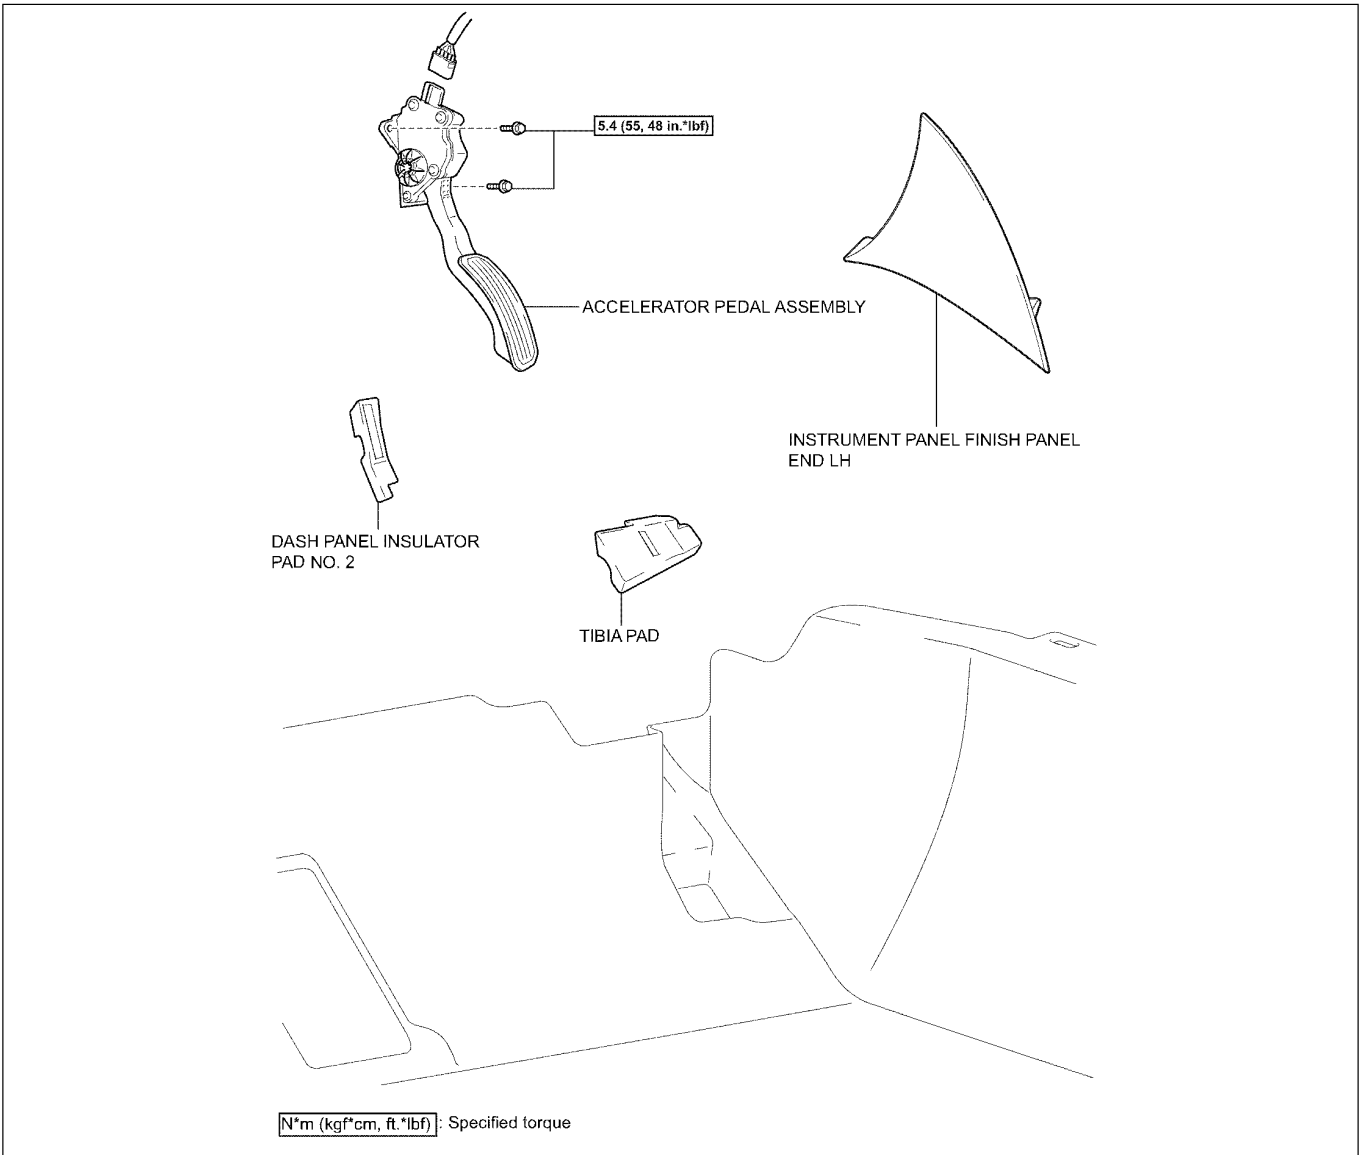 5.4 (55, 48 in.*lbf)
ACCELERATOR PEDAL ASSEMBLY
INSTRUMENT PANEL FINISH PANEL
END LH
DASH PANEL INSULATOR
PAD NO. 2
TIBIA PAD
N*m (kgf*cm, ft.*lbf) : Specified torque